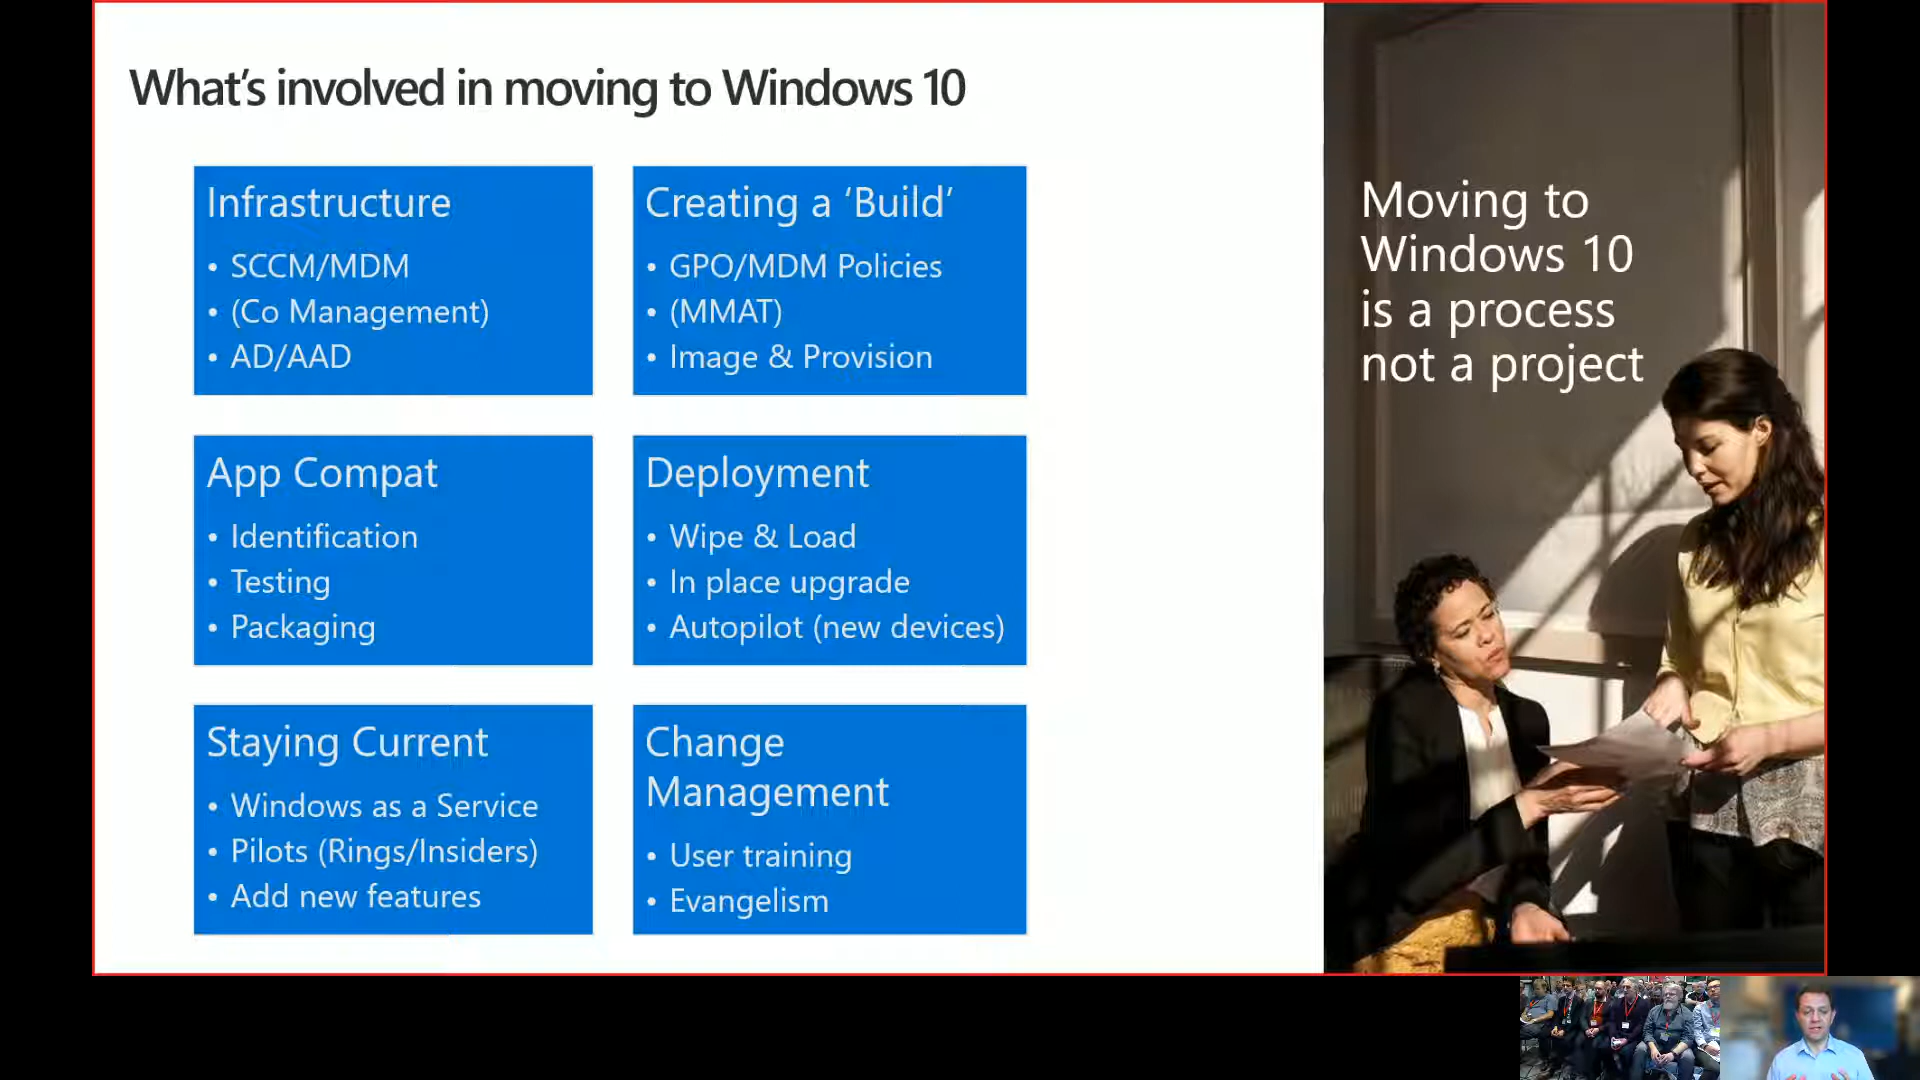 What's involved in moving to Windows 10
Infrastructure
• SCCM/MDM
• (Co Management)
• AD/AAD
Creating a ‘Build’
• GPO/MDM Policies
• (MMAT)
• Image & Provision
App Compat
• Identification
• Testing
• Packaging
Deployment
• Wipe & Load
• In place upgrade
• Autopilot (new devices)
Staying Current
• Windows as a Service
• Pilots (Rings/Insiders)
• Add new features
Change
Management
• User training
• Evangelism
Moving to
Windows 10
is a process
not a project